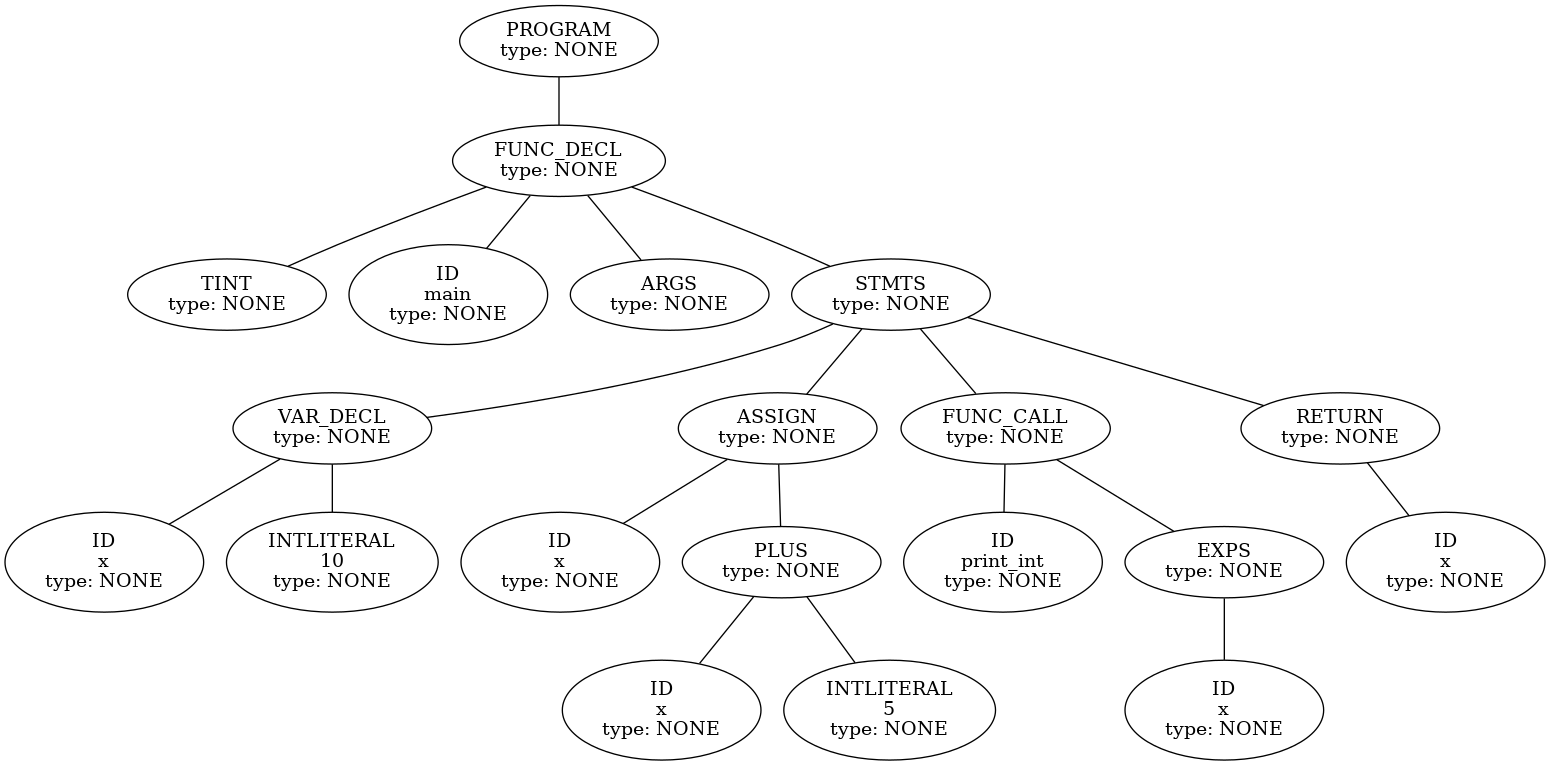 PROGRAM
type: NONE
FUNC_DECL
type: NONE
TINT
type: NONE
ID
main
type: NONE
ARGS
type: NONE
STMTS
type: NONE
VAR_DECL
type: NONE
ASSIGN
type: NONE
FUNC_CALL
type: NONE
RETURN
type: NONE
ID
x
type: NONE
INTLITERAL
10
type: NONE
ID
x
type: NONE
PLUS
type: NONE
ID
print_int
type: NONE
EXPS
type: NONE
ID
x
type: NONE
ID
x
type: NONE
INTLITERAL
5
type: NONE
ID
x
type: NONE